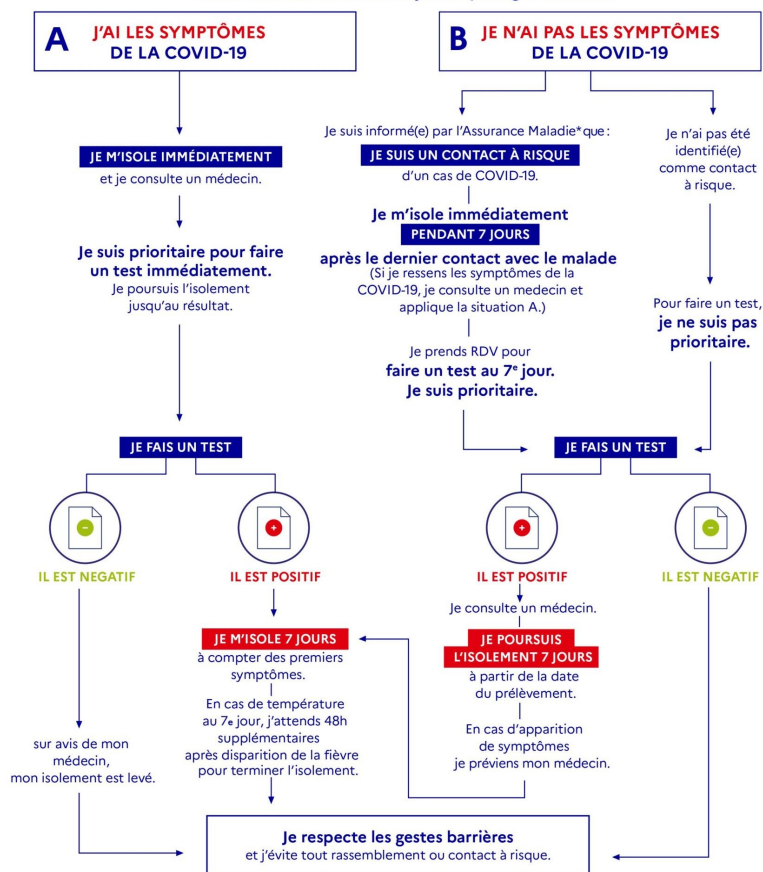 A
J'AI LES SYMPTÔMES
DE LA COVID-19
JE M'ISOLE IMMÉDIATEMENT
et je consulte un médecin.
Je suis prioritaire pour faire
un test immédiatement.
Je poursuis l'isolement
jusqu'au résultat.
JE FAIS UN TEST
IL EST NEGATIF
sur avis de mon
médecin,
mon isolement est levé.
IL EST POSITIF
JE M'ISOLE 7 JOURS
à compter des premiers
symptômes.
En cas de température
au 7e jour, j'attends 48h
supplémentaires
après disparition de la fièvre
pour terminer l'isolement.
B
JE N'AI PAS LES SYMPTÔMES
DE LA COVID-19
Je suis informé(e) par l'Assurance Maladie*que :
JE SUIS UN CONTACT À RISQUE
d'un cas de COVID-19.
Je m'isole immédiatement
PENDANT 7 JOURS
après le dernier contact avec le malade
(Si je ressens les symptômes de la
COVID-19, je consulte un medecin et
applique la situation A.)
Je prends RDV pour
faire un test au 7e jour.
Je suis prioritaire.
Je n'ai pas été
identifié(e)
comme contact
à risque.
Pour faire un test,
je ne suis pas
prioritaire.
JE FAIS UN TEST
IL EST POSITIF
Je consulte un médecin.
JE POURSUIS
L'ISOLEMENT 7 JOURS
à partir de la date
du prélèvement.
En cas d'apparition
de symptômes
je préviens mon médecin.
IL EST NEGATIF
Je respecte les gestes barrières
et j'évite tout rassemblement ou contact à risque.